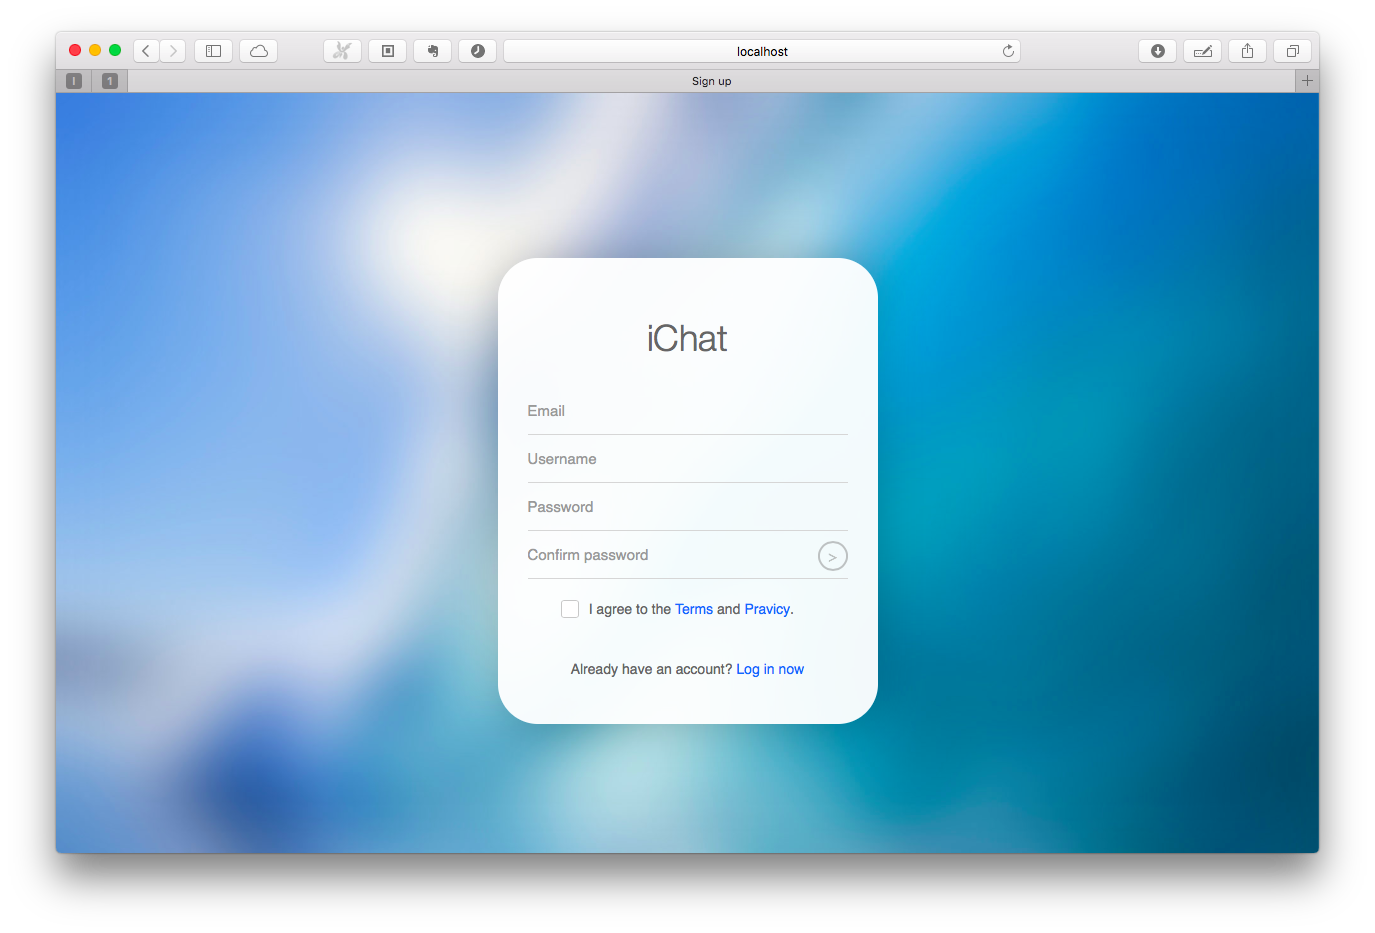 localhost
I
1
Sign up
+
iChat
Email
Username
Password
Confirm password
>
I agree to the Terms and Pravicy.
Already have an account? Log in now